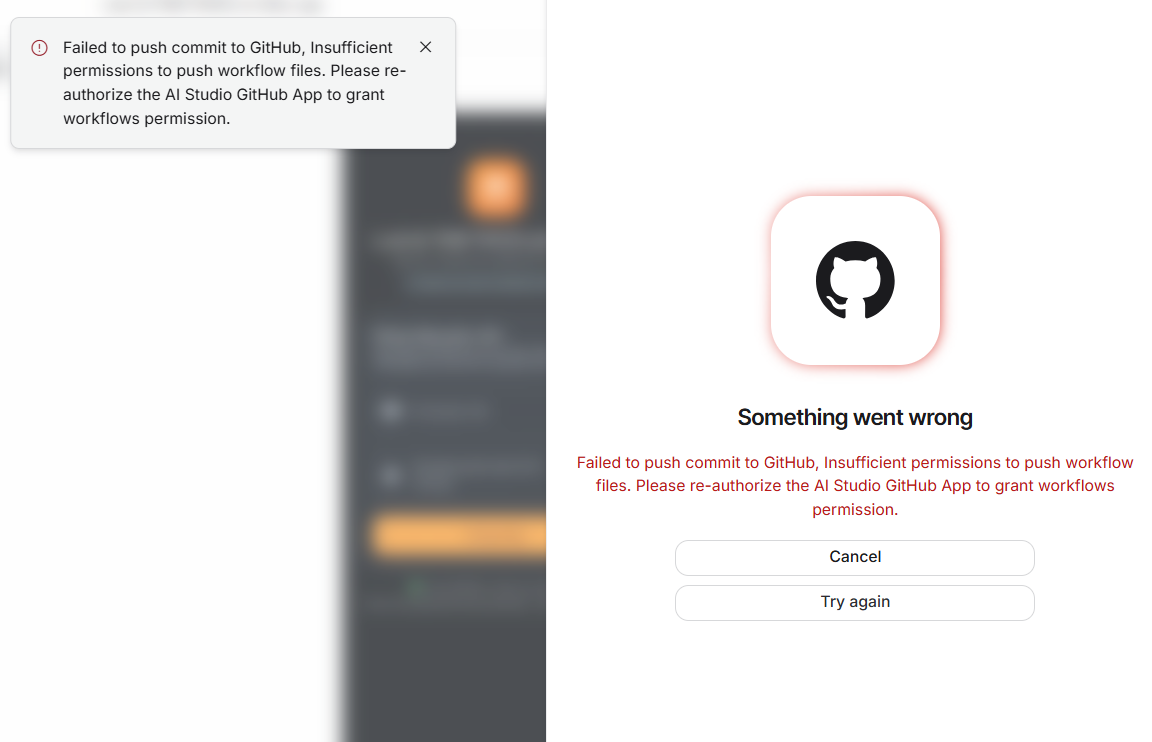 Failed to push commit to GitHub, Insufficient
permissions to push workflow files. Please re-
authorize the AI Studio GitHub App to grant
workflows permission.
Something went wrong
Failed to push commit to GitHub, Insufficient permissions to push workflow
files. Please re-authorize the AI Studio GitHub App to grant workflows
permission.
Cancel
Try again